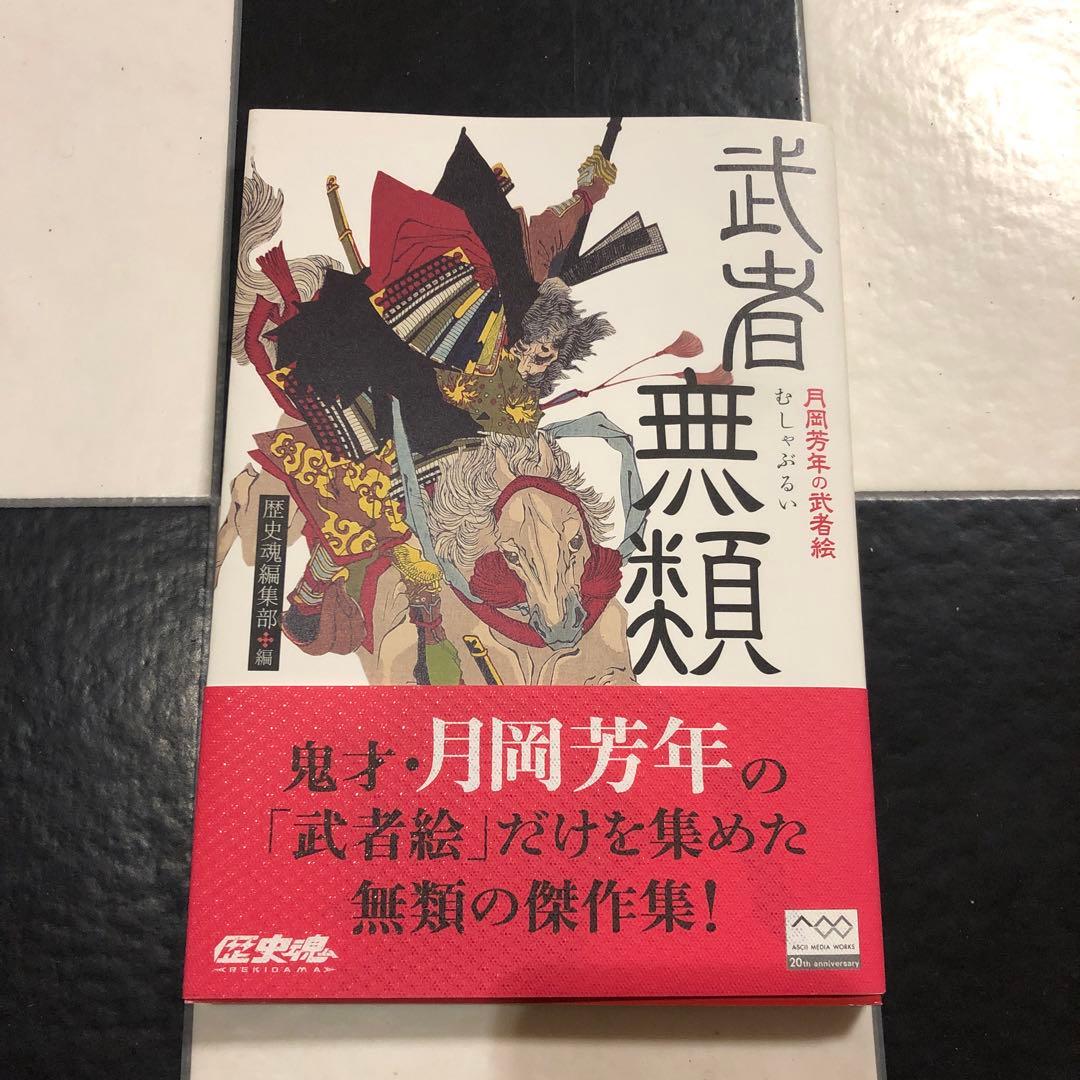 武者
無類
むしゃぶるい
月岡芳年の武者絵
歴史魂編集部 編
鬼才・月岡芳年の
「武者絵」だけを集めた
無類の傑作集!
歴史魂
REKIDAMA
ASCII MEDIA WORKS
20th anniversary